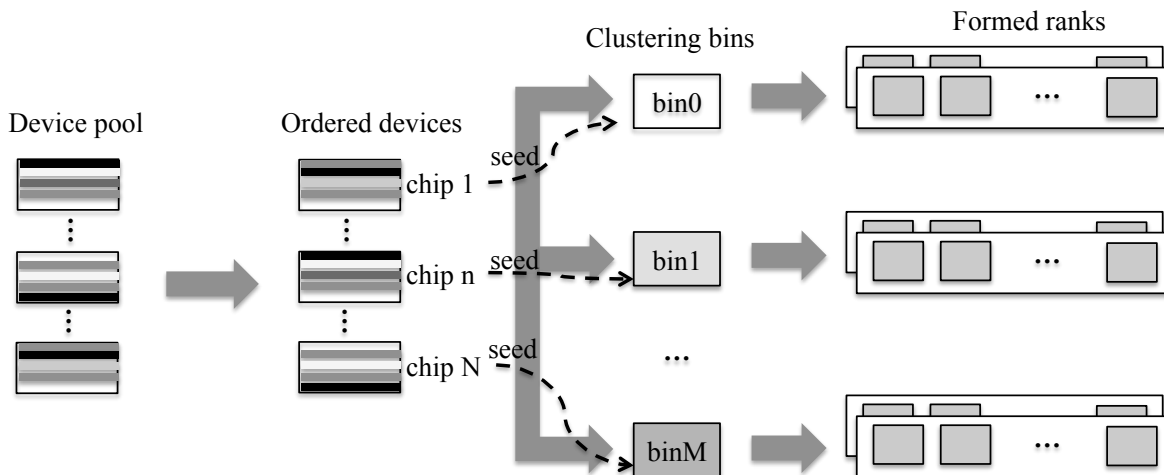 Clustering bins
Formed ranks
Device pool
Ordered devices
bin0
...
seed
chip 1
bin1
...
seed
chip n
...
seed
chip N
binM
...